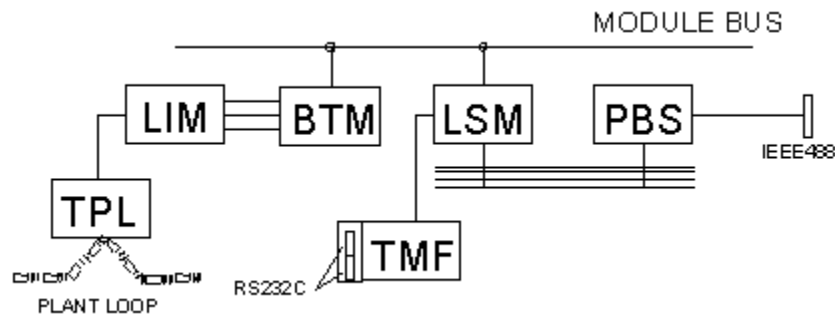 MODULE BUS
LIM
BTM
LSM
PBS
IEEE488
TPL
TMF
RS232C
PLANT LOOP